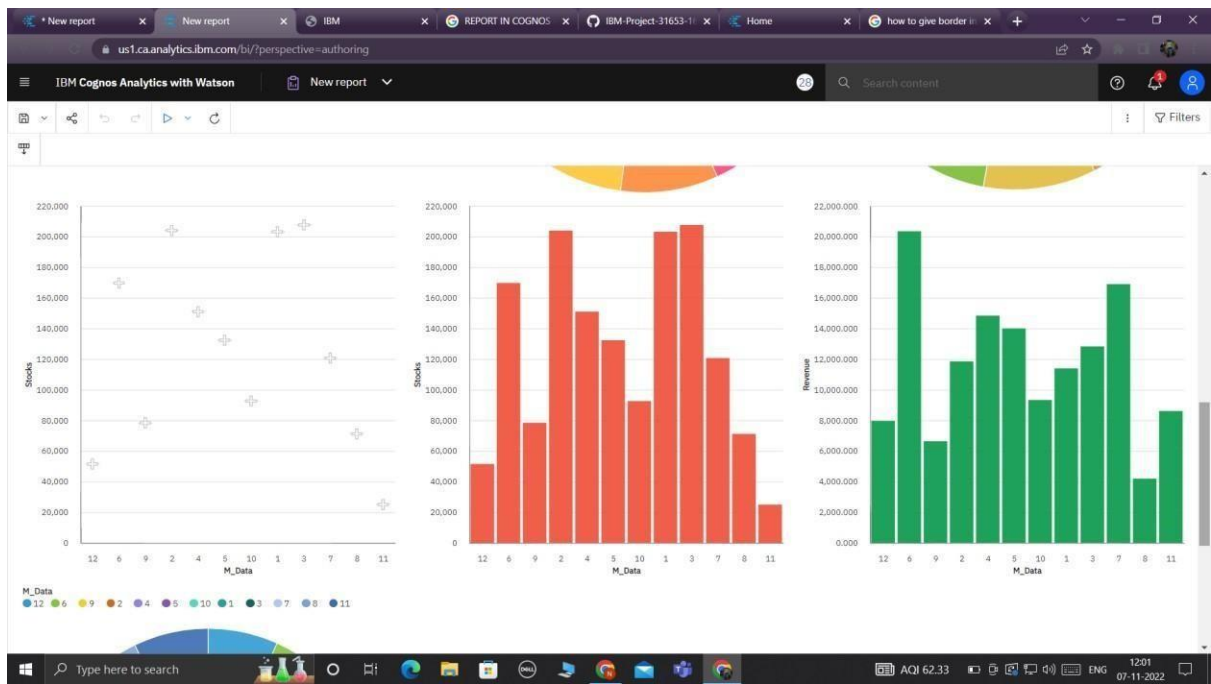 * New report
New report
IBM
REPORT IN COGNOS
IBM-Project-31653-1
Home
how to give border in
us1.ca.analytics.ibm.com/bi/?perspective=authoring
IBM Cognos Analytics with Watson
New report
28
Search content
1
Filters
220,000
200,000
180,000
160,000
140,000
120,000
100,000
80,000
60,000
40,000
20,000
0
Stocks
12 6 9 2 4 5 10 1 3 7 8 11
M_Data
220,000
200,000
180,000
160,000
140,000
120,000
100,000
80,000
60,000
40,000
20,000
0
Stocks
12 6 9 2 4 5 10 1 3 7 8 11
M_Data
22,000.000
20,000.000
18,000.000
16,000.000
14,000.000
12,000.000
10,000.000
8,000.000
6,000.000
4,000.000
2,000.000
0.000
Revenue
12 6 9 2 4 5 10 1 3 7 8 11
M_Data
M_Data
12 6 9 2 4 5 10 1 3 7 8 11
Type here to search
DELL
AQI 62.33
ENG
12:01
07-11-2022